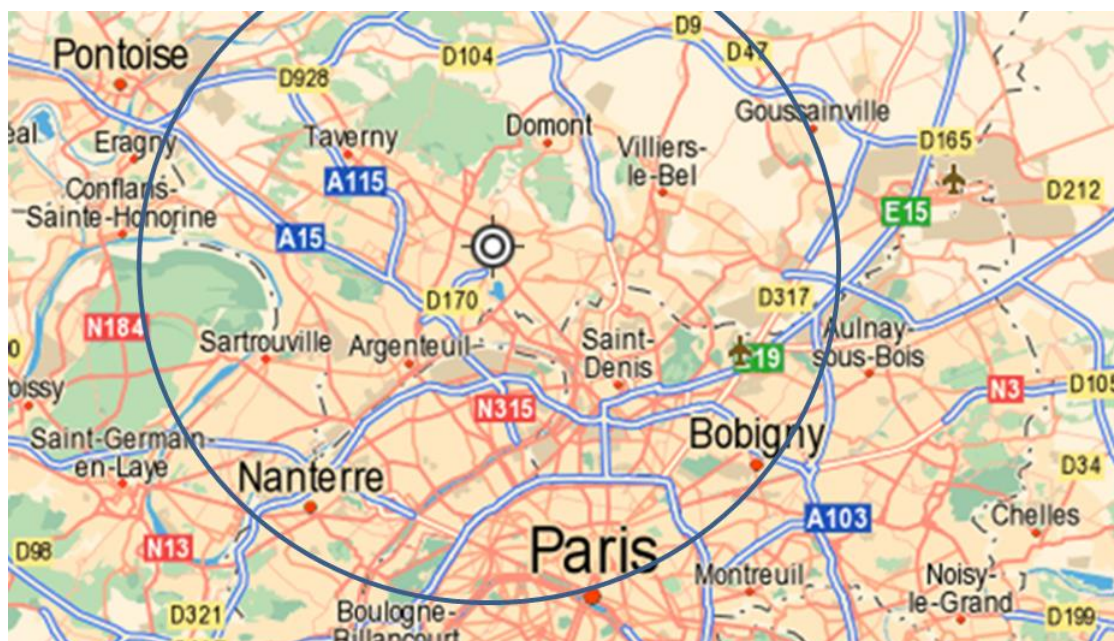 D9
Pontoise
D104
D47
D928
Goussainville
Eragny
Taverny
Domont
D165
Villiers-
le-Bel
A115
Conflans-
Sainte-Honorine
D212
E15
A15
D170
D317
N184
Sartrouville
Argenteuil
Saint-
Denis
Aulnay-
sous-Bois
N3
D105
N315
Saint-Germain-
en-Laye
Bobigny
Nanterre
D34
A103
Chelles
Paris
N13
D98
Montreuil
Noisy-
le-Grand
D321
Boulogne-
Billancourt
D199